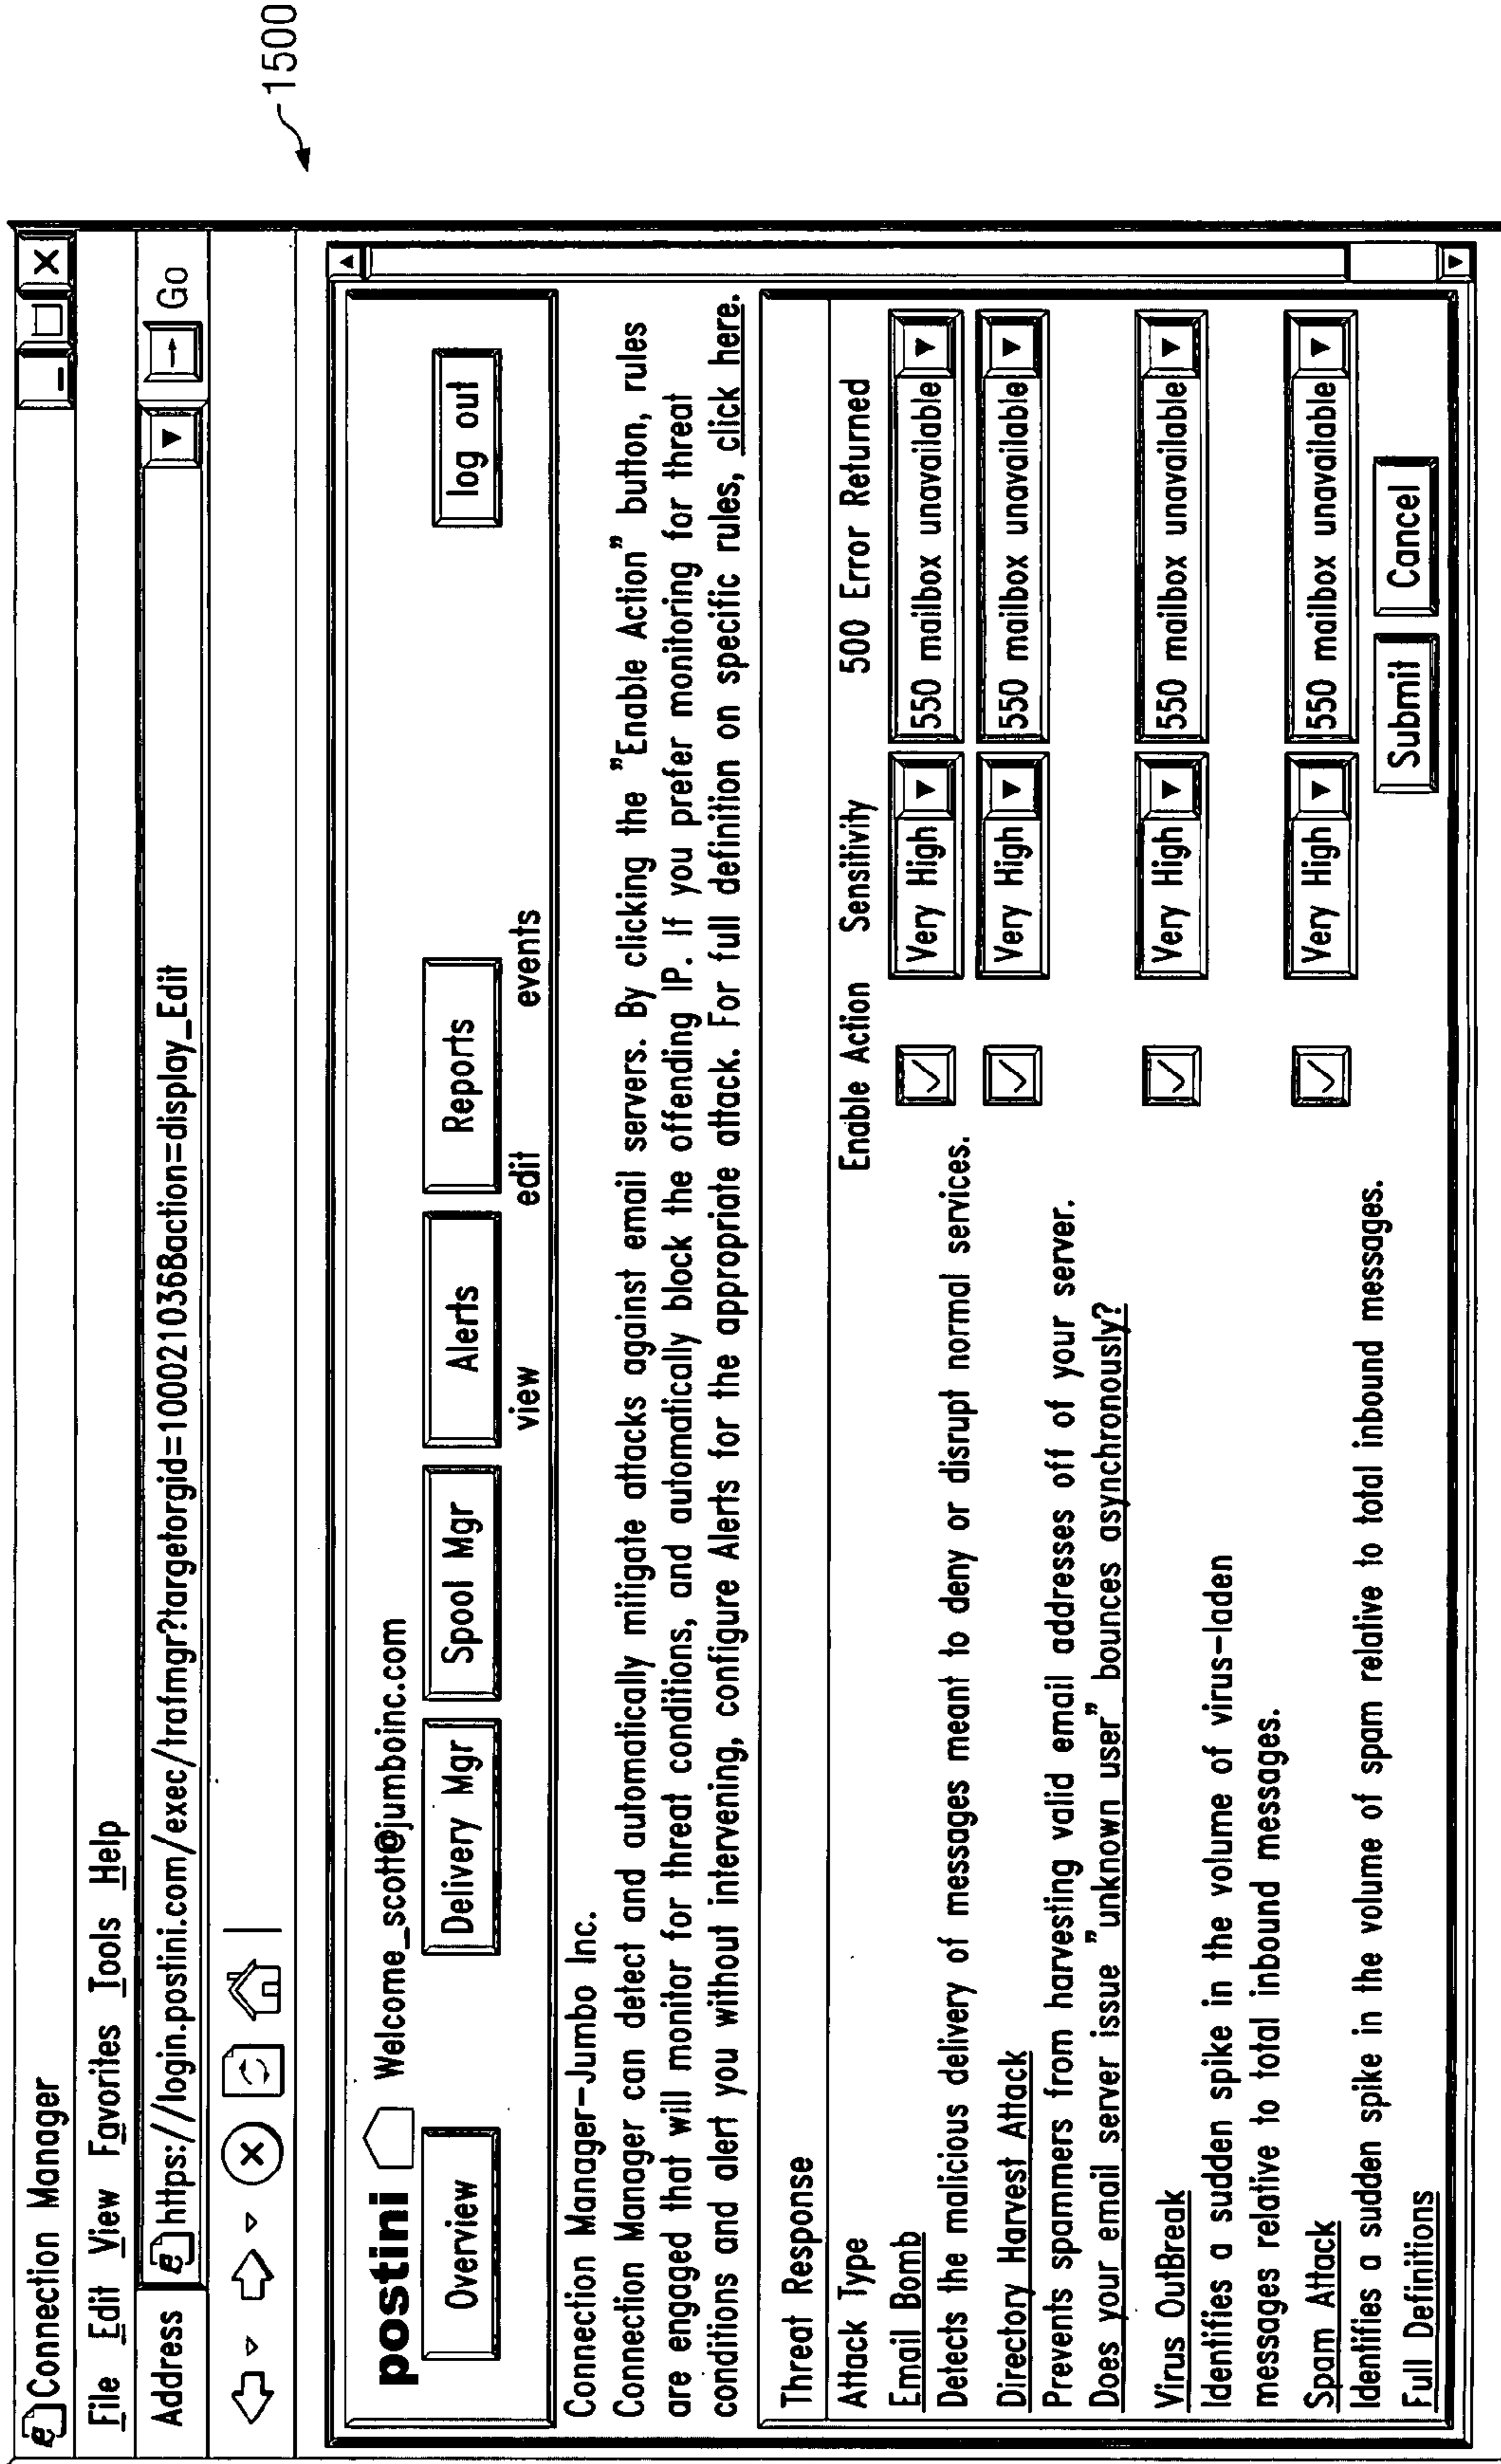 1500
Connection Manager
File Edit View Favorites Tools Help
Address https://login.postini.com/exec/trafmgr?targetorgid=100021036&action=display_Edit Go
postini Welcome_scott@jumboinc.com
Overview Delivery Mgr Spool Mgr Alerts Reports log out
view edit events
Connection Manager-Jumbo Inc.
Connection Manager can detect and automatically mitigate attacks against email servers. By clicking the "Enable Action" button, rules
are engaged that will monitor for threat conditions, and automatically block the offending IP. If you prefer monitoring for threat
conditions and alert you without intervening, configure Alerts for the appropriate attack. For full definition on specific rules, click here.
Threat Response
Attack Type Enable Action Sensitivity 500 Error Returned
Email Bomb Very High 550 mailbox unavailable
Detects the malicious delivery of messages meant to deny or disrupt normal services.
Directory Harvest Attack Very High 550 mailbox unavailable
Prevents spammers from harvesting valid email addresses off of your server.
Does your email server issue "unknown user" bounces asynchronously?
Virus OutBreak Very High 550 mailbox unavailable
Identifies a sudden spike in the volume of virus-laden
messages relative to total inbound messages.
Spam Attack Very High 550 mailbox unavailable
Identifies a sudden spike in the volume of spam relative to total inbound messages.
Full Definitions Submit Cancel